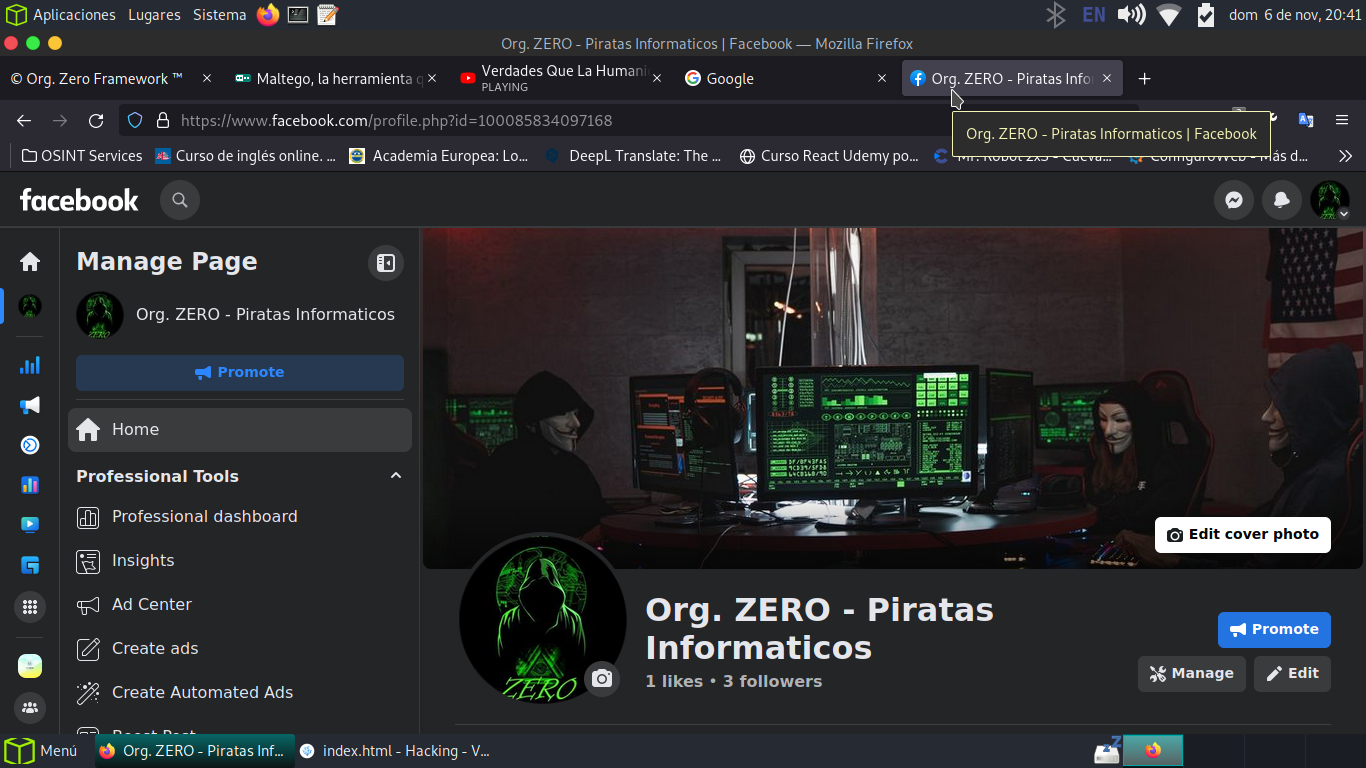 Aplicaciones Lugares Sistema EN dom 6 de nov, 20:41
Org. ZERO - Piratas Informaticos | Facebook — Mozilla Firefox
© Org. Zero Framework ™ Maltego, la herramienta q Verdades Que La Humani Google Org. ZERO - Piratas Info
PLAYING
https://www.facebook.com/profile.php?id=100085834097168
Org. ZERO - Piratas Informaticos | Facebook
OSINT Services Curso de inglés online. ... Academia Europea: Lo... DeepL Translate: The ... Curso React Udemy po... Mr. Robot 2x3 - Cueva... ConfiguroWeb - Más d...
facebook
Manage Page
Org. ZERO - Piratas Informaticos
Promote
Home
Professional Tools
Professional dashboard
Insights
Ad Center
Create ads
Create Automated Ads
Boost Post
Edit cover photo
ZERO
Org. ZERO - Piratas
Informaticos
1 likes • 3 followers
Promote
Manage Edit
Menú Org. ZERO - Piratas Inf... index.html - Hacking - V...